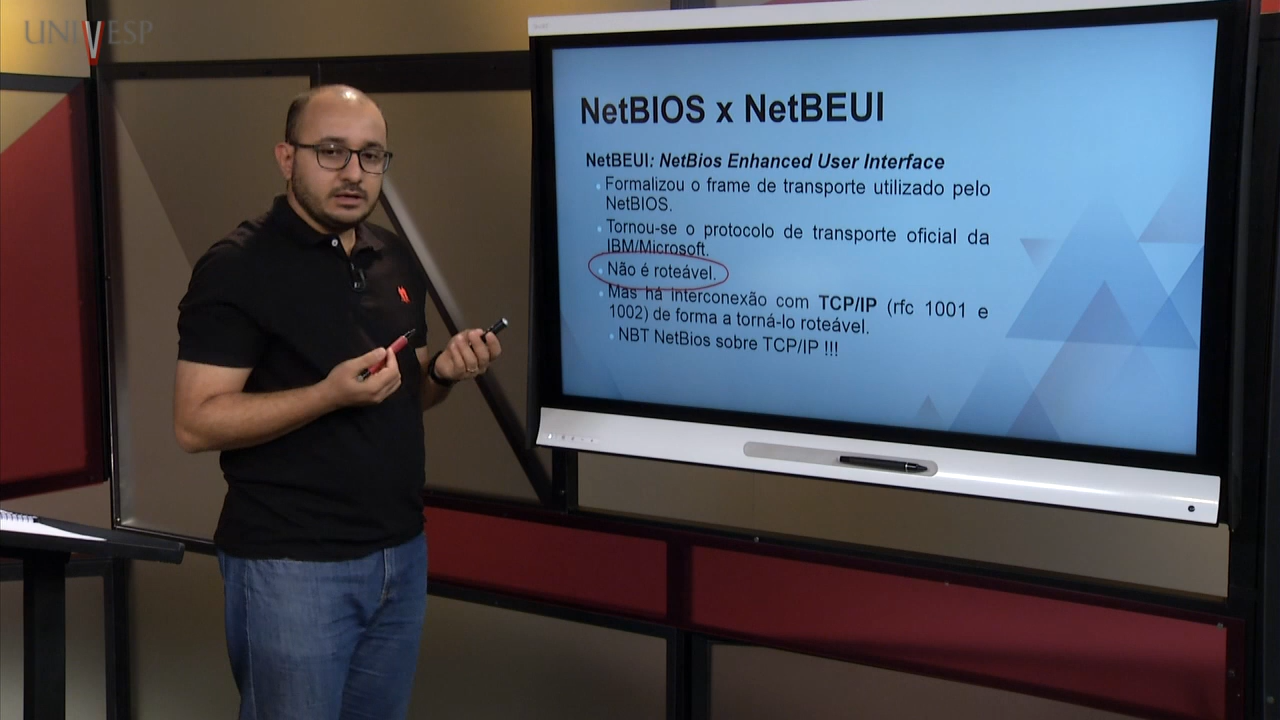 UNIVESP
NetBIOS x NetBEUI
NetBEUI: NetBios Enhanced User Interface
Formalizou o frame de transporte utilizado pelo
NetBIOS.
Tornou-se o protocolo de transporte oficial da
IBM/Microsoft.
Não é roteável.
Mas há interconexão com TCP/IP (rfc 1001 e
1002) de forma a torná-lo roteável.
NBT NetBios sobre TCP/IP !!!